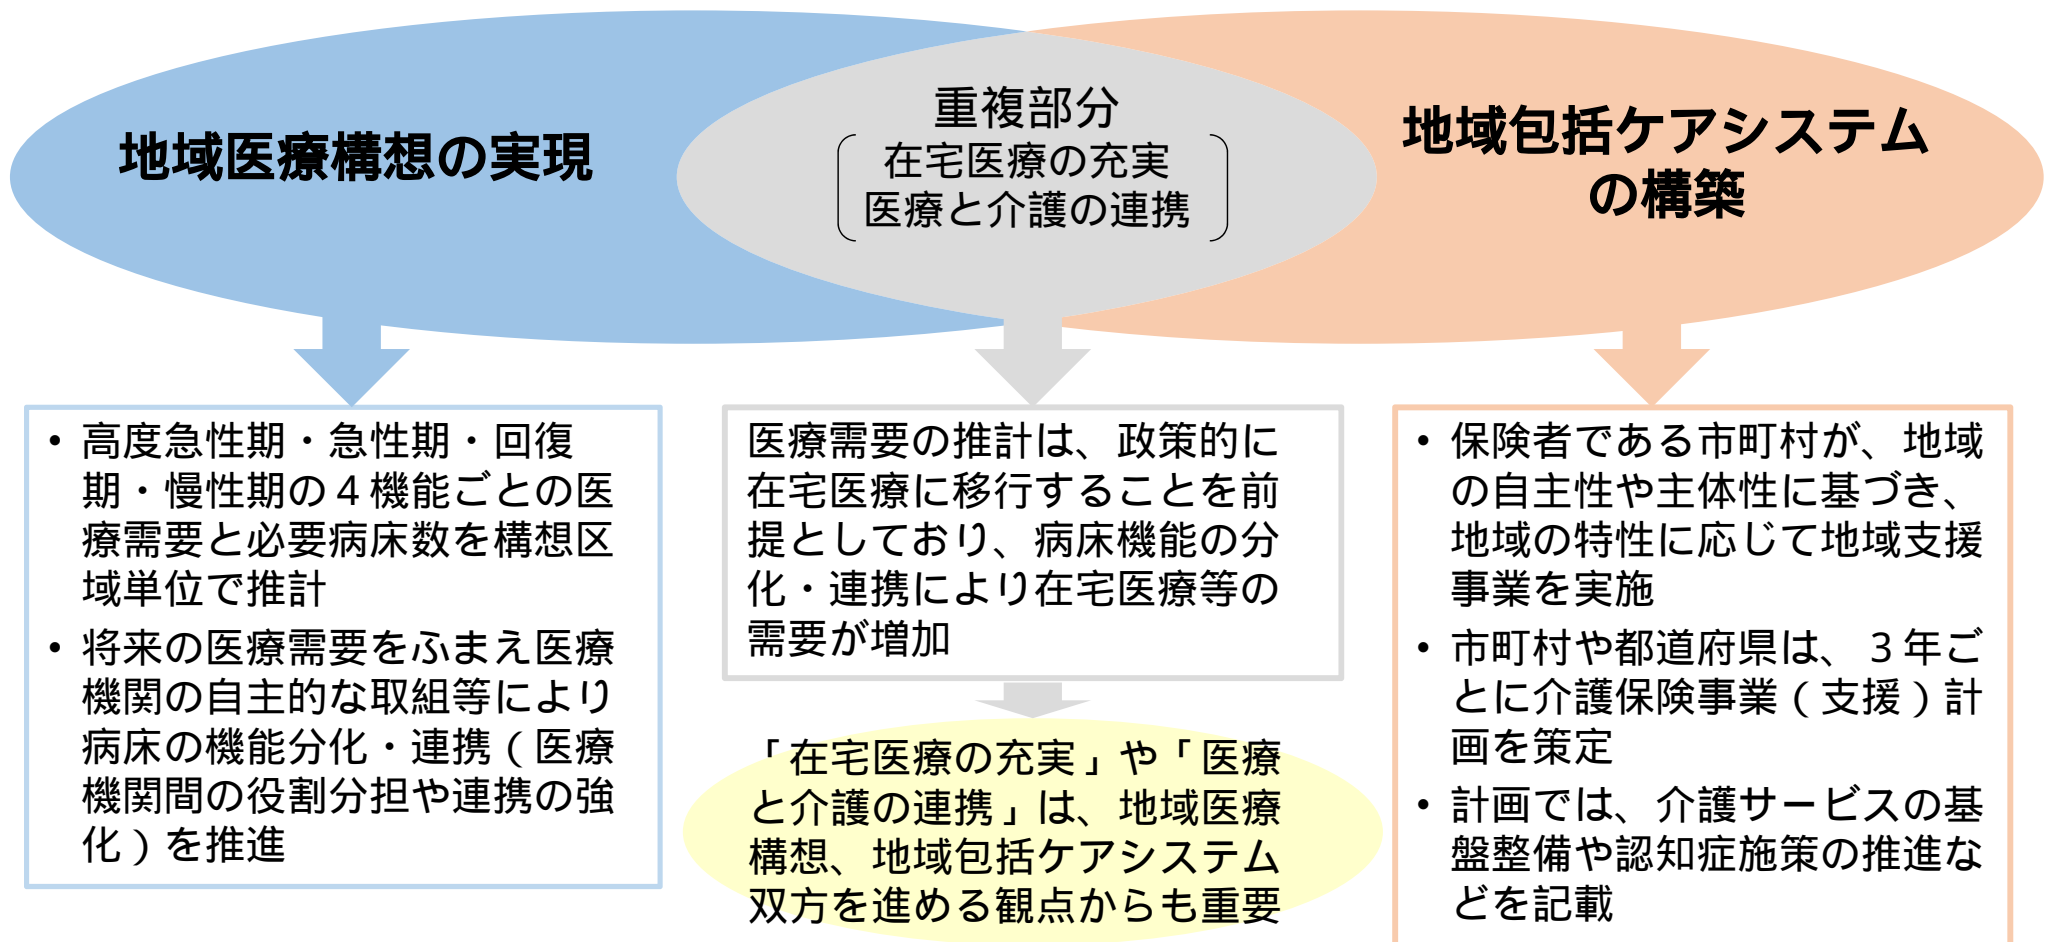 地域医療構想の実現
重複部分
在宅医療の充実
医療と介護の連携
地域包括ケアシステム
の構築
• 高度急性期・急性期・回復
期・慢性期の４機能ごとの医
療需要と必要病床数を構想区
域単位で推計
• 将来の医療需要をふまえ医療
機関の自主的な取組等により
病床の機能分化・連携（医療
機関間の役割分担や連携の強
化）を推進
医療需要の推計は、政策的に
在宅医療に移行することを前
提としており、病床機能の分
化・連携により在宅医療等の
需要が増加
「在宅医療の充実」や「医療
と介護の連携」は、地域医療
構想、地域包括ケアシステム
双方を進める観点からも重要
• 保険者である市町村が、地域
の自主性や主体性に基づき、
地域の特性に応じて地域支援
事業を実施
• 市町村や都道府県は、３年ご
とに介護保険事業（支援）計
画を策定
• 計画では、介護サービスの基
盤整備や認知症施策の推進な
どを記載